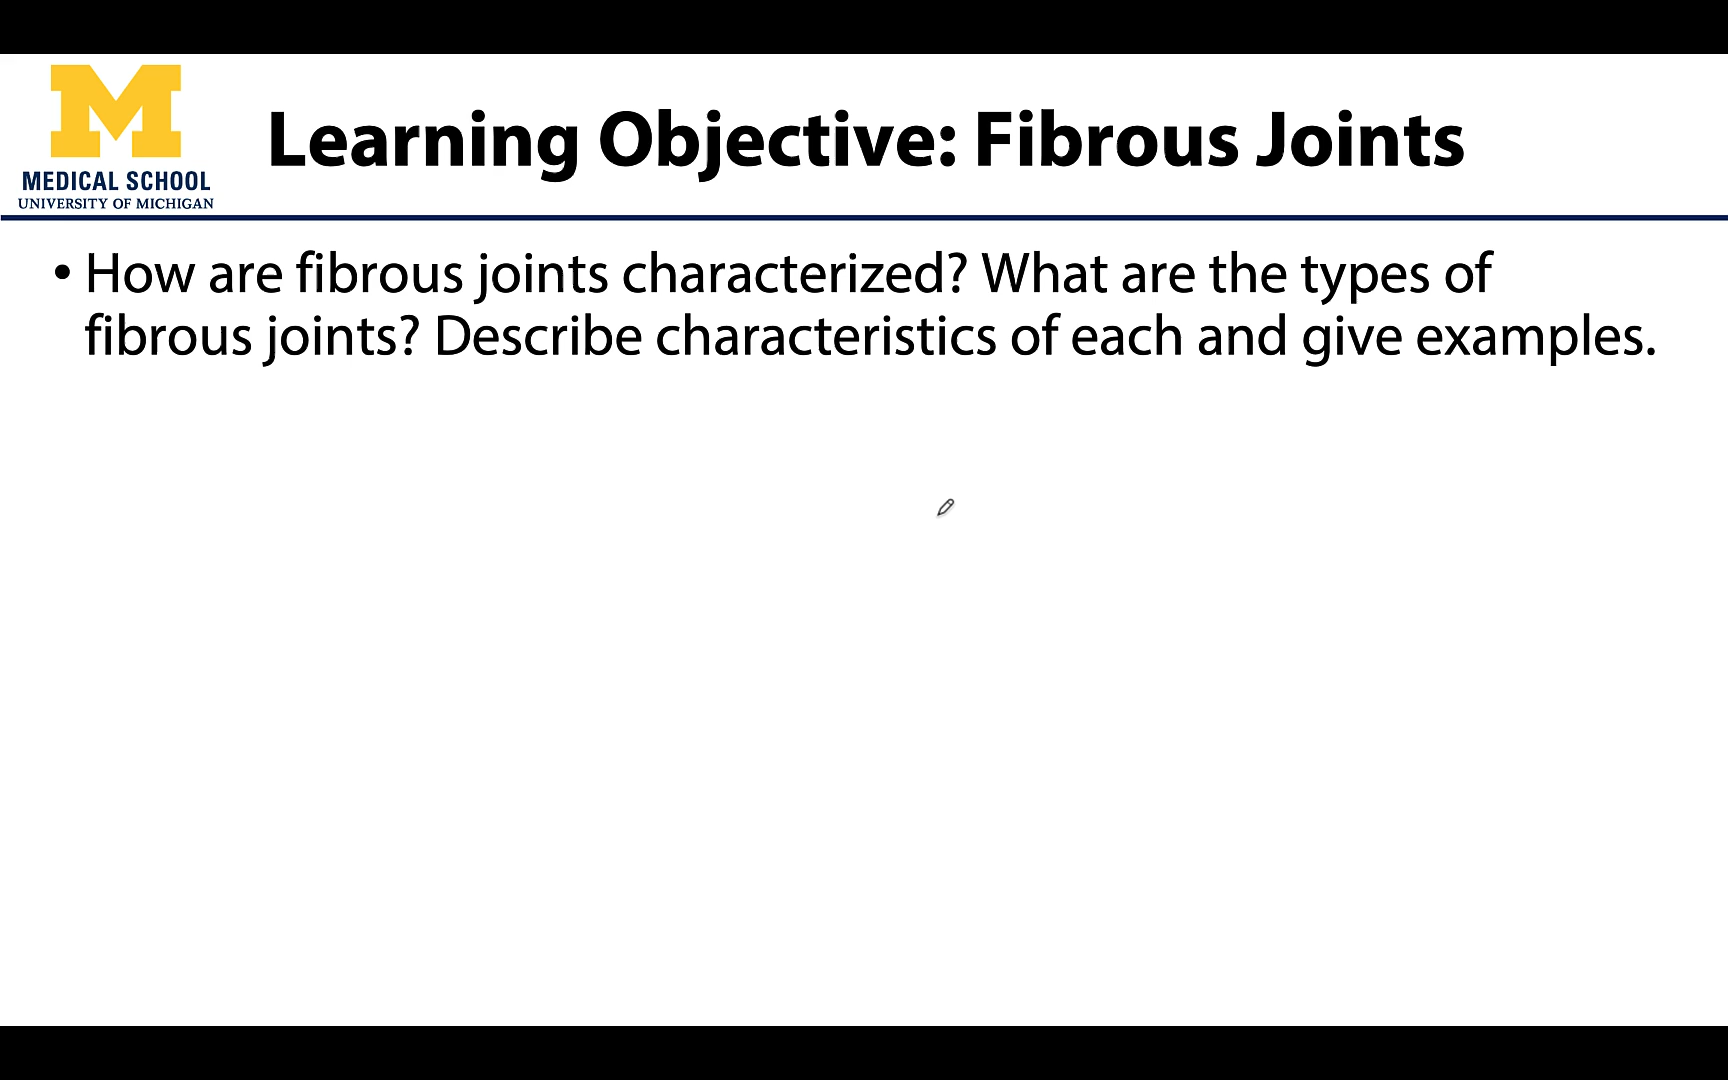 M
MEDICAL SCHOOL
UNIVERSITY OF MICHIGAN
Learning Objective: Fibrous Joints
• How are fibrous joints characterized? What are the types of
fibrous joints? Describe characteristics of each and give examples.